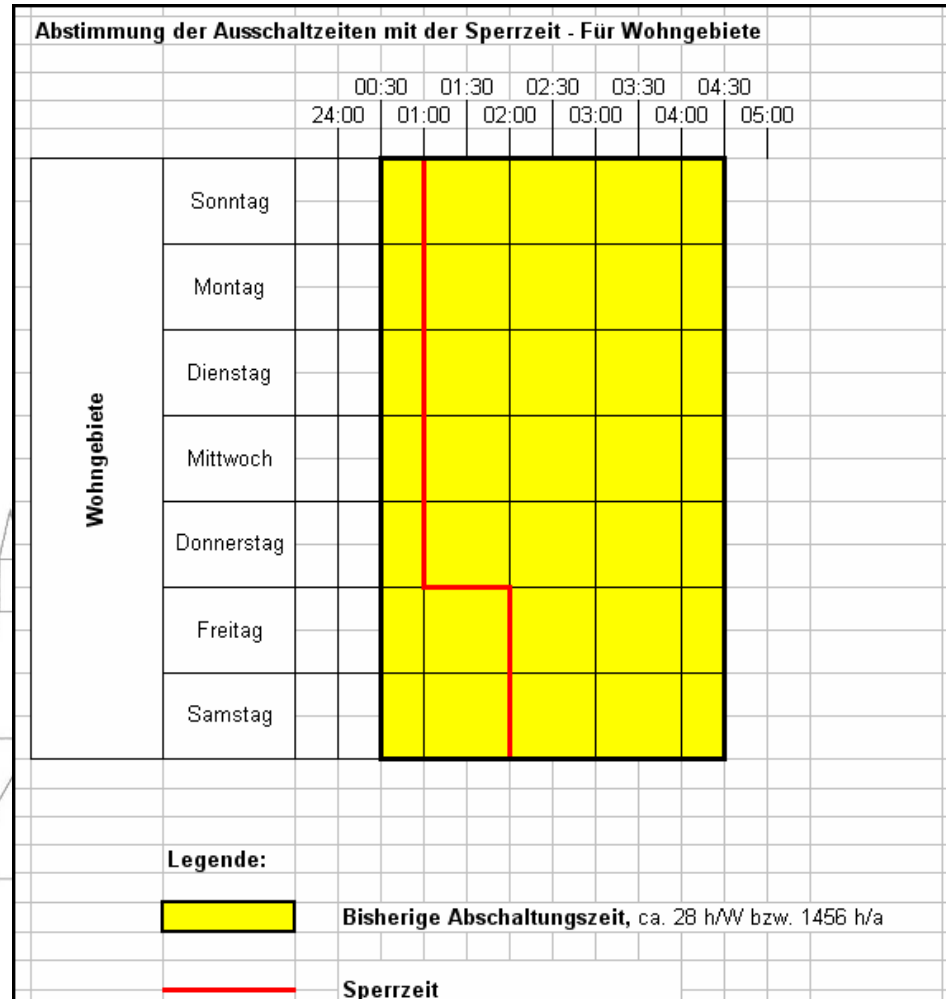 Abstimmung der Ausschaltzeiten mit der Sperrzeit - Für Wohngebiete
00:30 01:30 02:30 03:30 04:30
24:00 01:00 02:00 03:00 04:00 05:00
Wohngebiete
Sonntag
Montag
Dienstag
Mittwoch
Donnerstag
Freitag
Samstag
Legende:
Bisherige Abschaltungszeit, ca. 28 h/W bzw. 1456 h/a
Sperrzeit